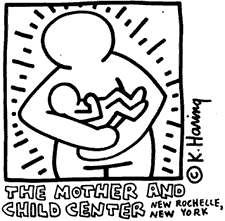 © K. Haring
THE MOTHER AND
CHILD CENTER NEW ROCHELLE,
NEW YORK